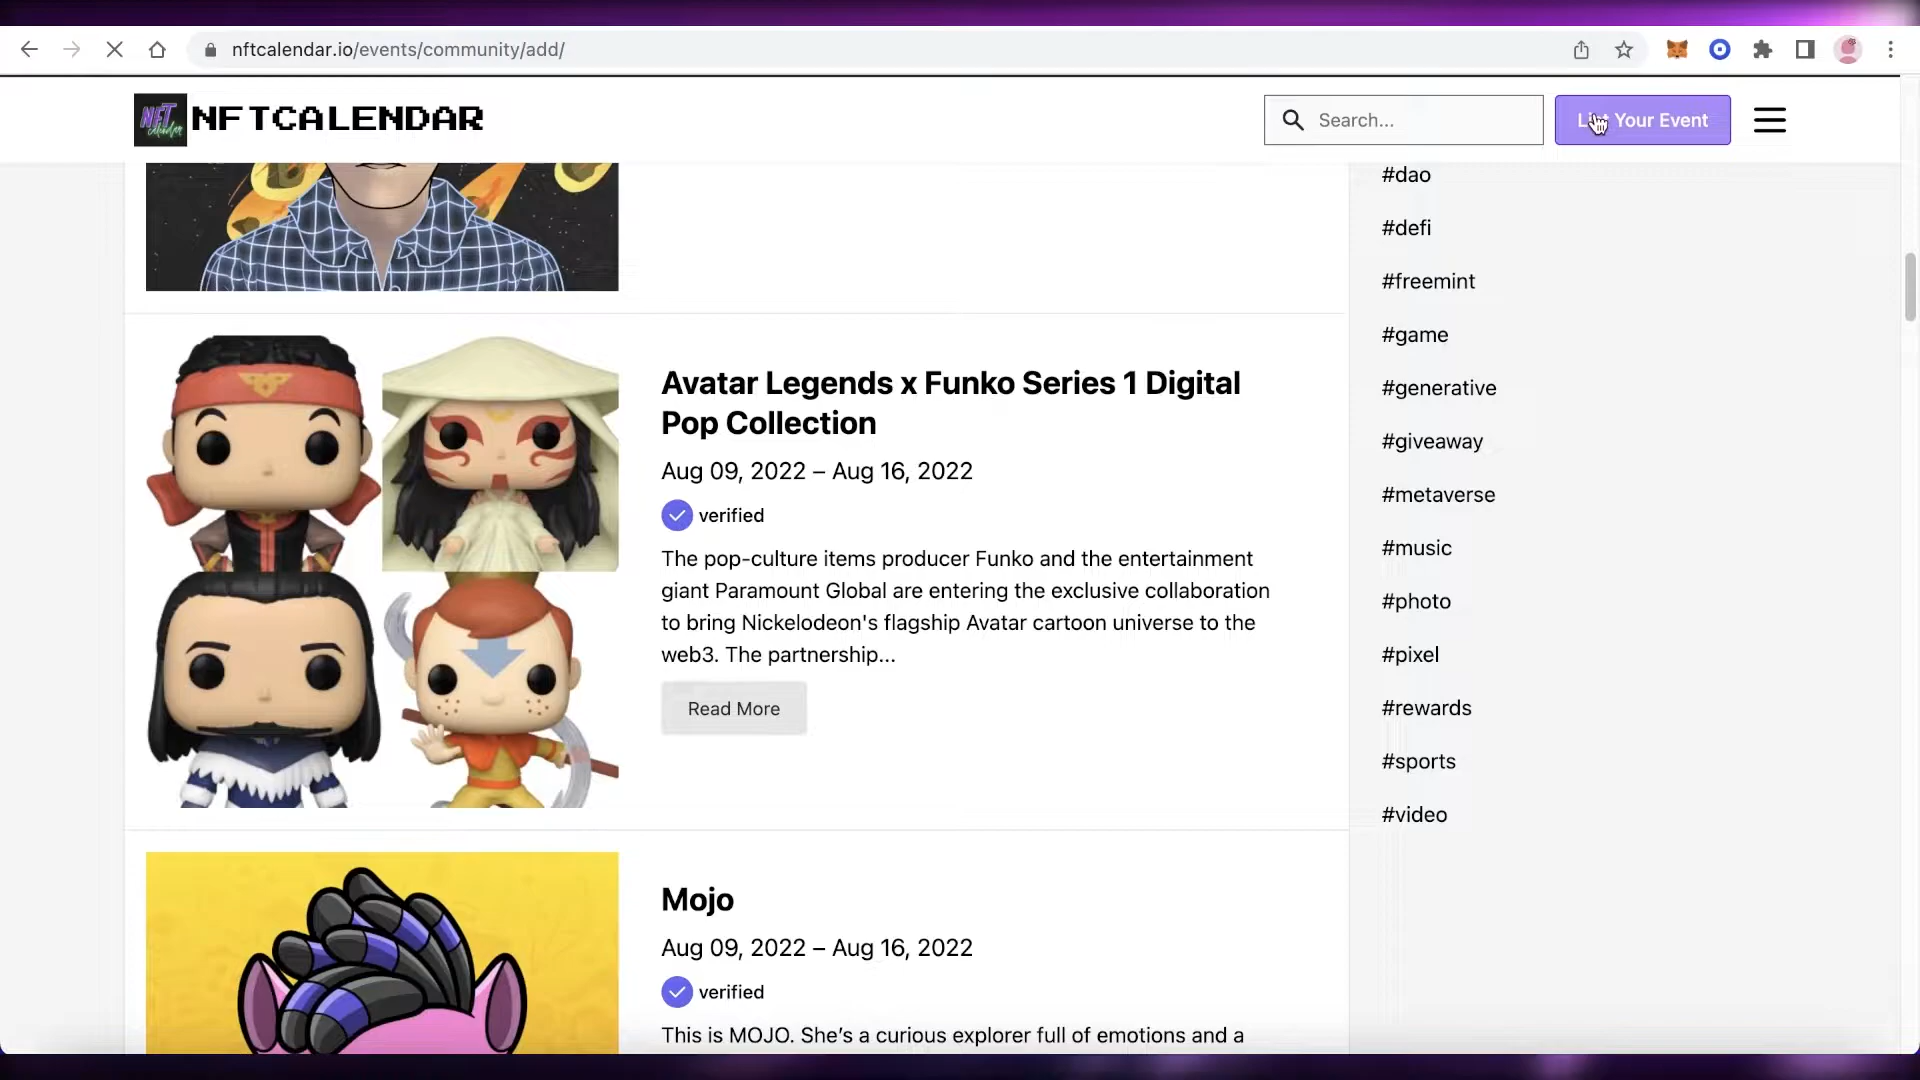 nftcalendar.io/events/community/add/
NFT calendar
NFTCALENDAR
Search...
List Your Event
#dao
#defi
#freemint
#game
#generative
#giveaway
#metaverse
#music
#photo
#pixel
#rewards
#sports
#video
Avatar Legends x Funko Series 1 Digital
Pop Collection
Aug 09, 2022 – Aug 16, 2022
verified
The pop-culture items producer Funko and the entertainment
giant Paramount Global are entering the exclusive collaboration
to bring Nickelodeon's flagship Avatar cartoon universe to the
web3. The partnership...
Read More
Mojo
Aug 09, 2022 – Aug 16, 2022
verified
This is MOJO. She’s a curious explorer full of emotions and a